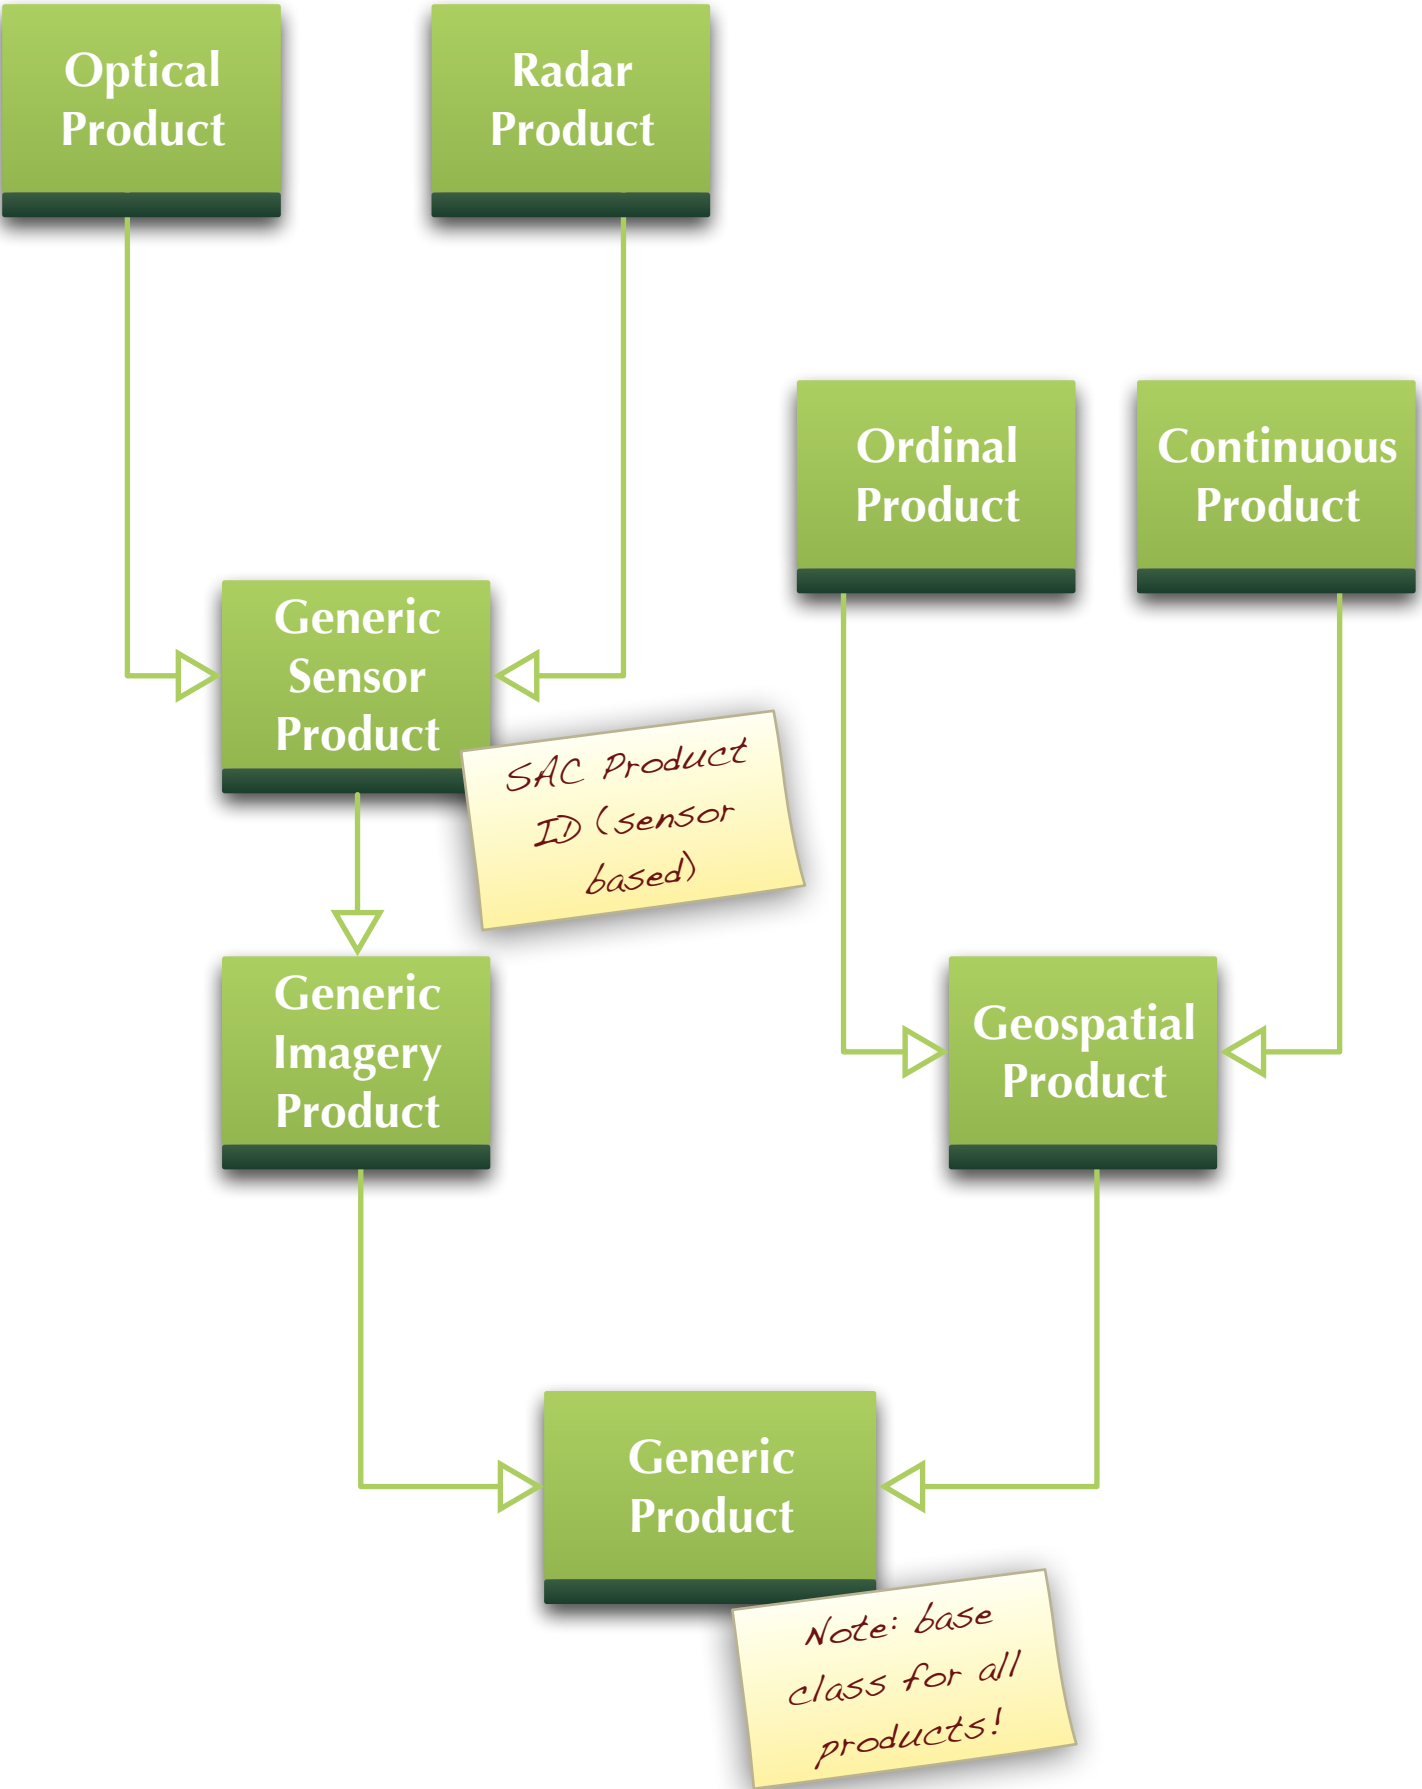 Optical
Product
Radar
Product
Ordinal
Product
Continuous
Product
Generic
Sensor
Product
SAC Product
ID (sensor
based)
Generic
Imagery
Product
Geospatial
Product
Generic
Product
Note: base
class for all
products!